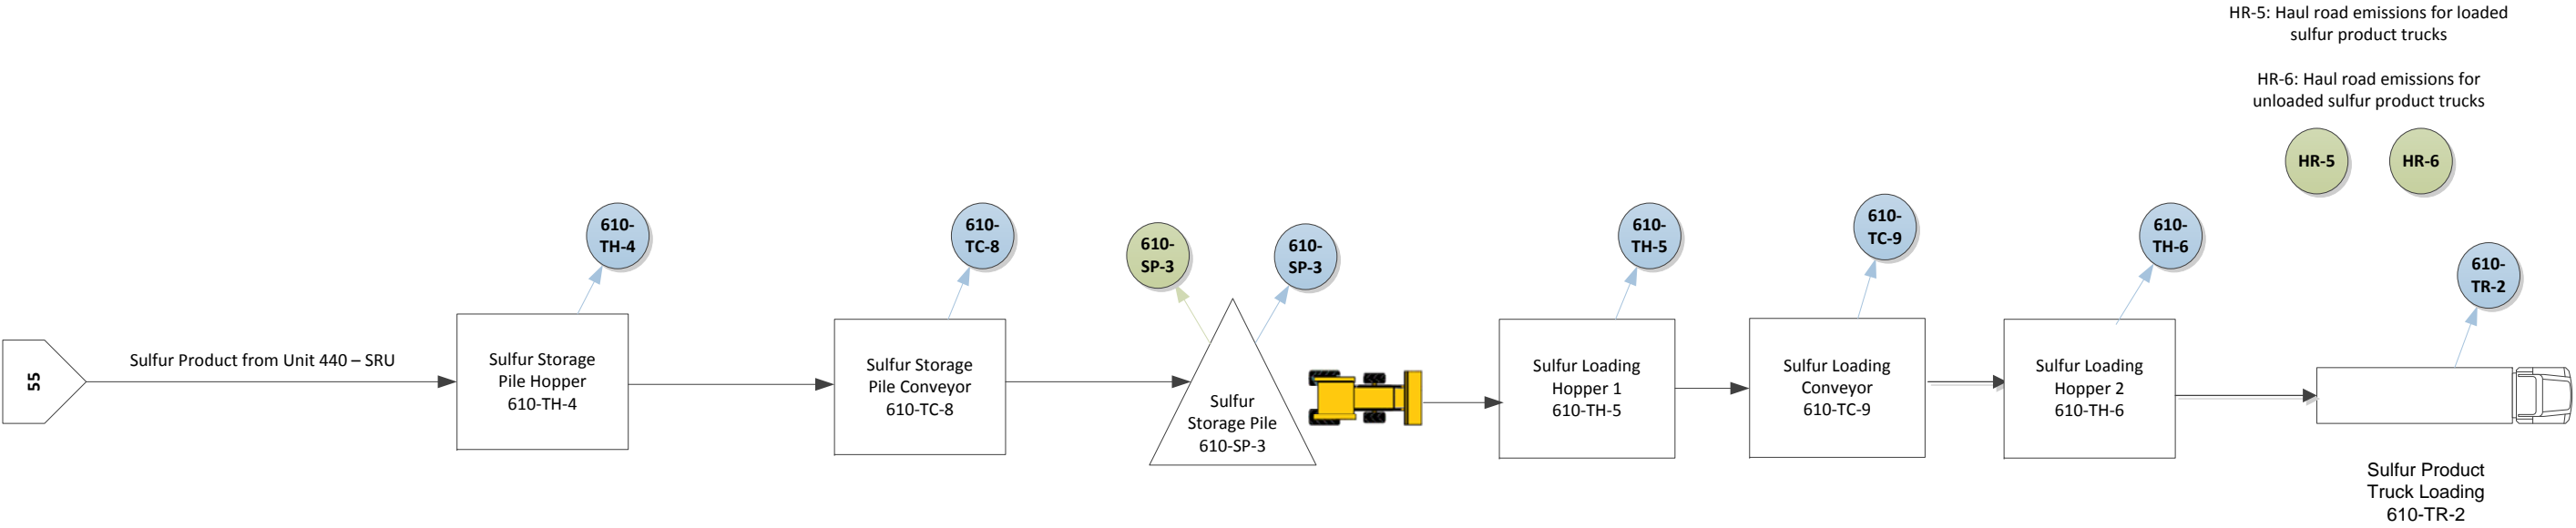 HR-5: Haul road emissions for loaded
sulfur product trucks
HR-6: Haul road emissions for
unloaded sulfur product trucks
HR-5
HR-6
610-
TH-4
610-
TC-8
610-
SP-3
610-
SP-3
610-
TH-5
610-
TC-9
610-
TH-6
610-
TR-2
55
Sulfur Product from Unit 440 – SRU
Sulfur Storage
Pile Hopper
610-TH-4
Sulfur Storage
Pile Conveyor
610-TC-8
Sulfur
Storage Pile
610-SP-3
Sulfur Loading
Hopper 1
610-TH-5
Sulfur Loading
Conveyor
610-TC-9
Sulfur Loading
Hopper 2
610-TH-6
Sulfur Product
Truck Loading
610-TR-2